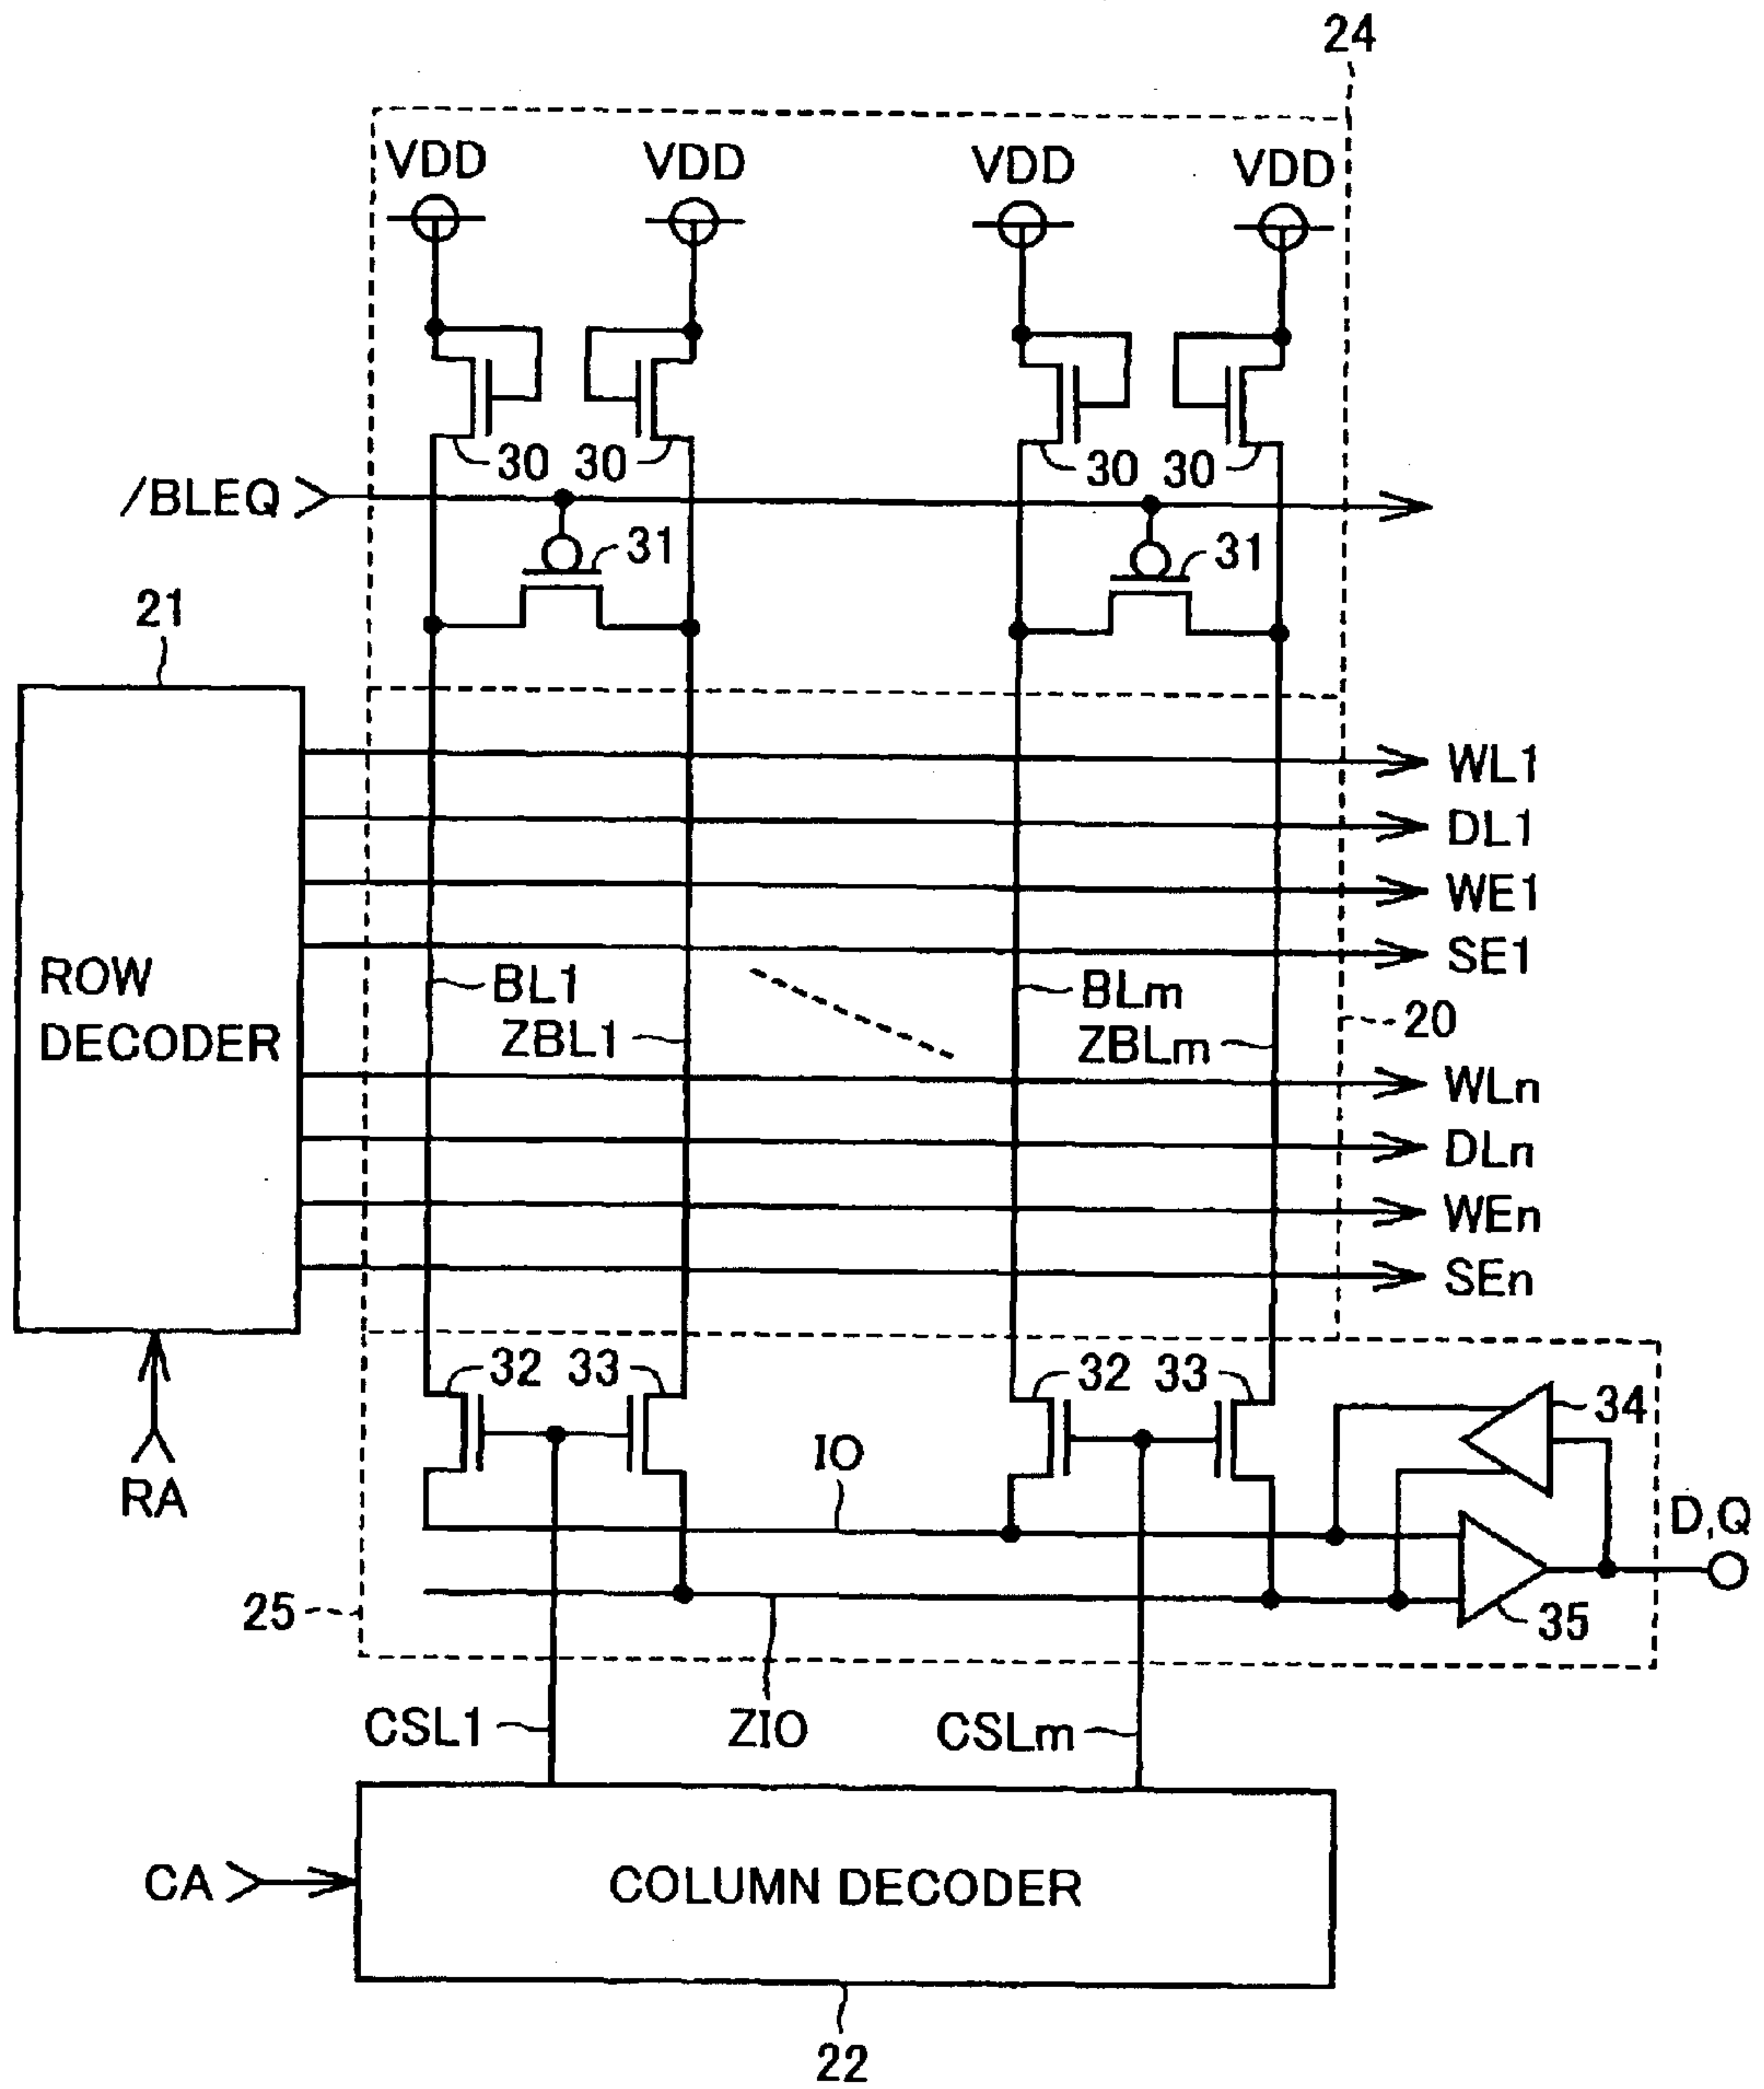 24
VDD VDD VDD VDD
30 30 30 30
/BLEQ
31 31
21
WL1
DL1
WE1
SE1
ROW
DECODER
BL1
ZBL1
BLm
ZBLm
20
WLn
DLn
WEn
SEn
32 33 32 33
34
RA
IO
D,Q
25
35
CSL1
ZIO
CSLm
CA
COLUMN DECODER
22